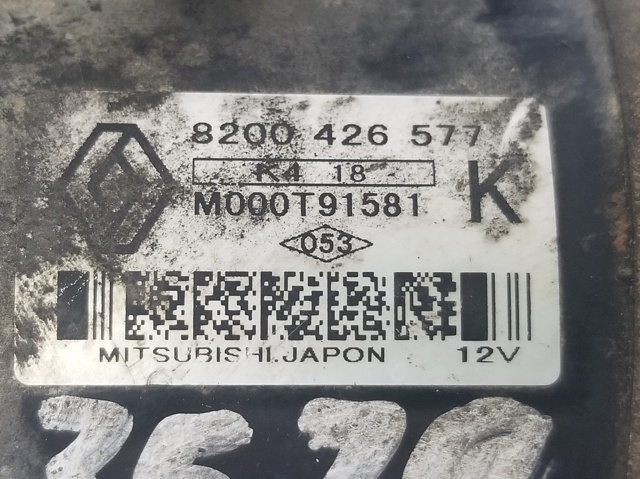 8200 426 577
K4 18
M000T91581
K
053
MITSUBISHI.JAPON 12V